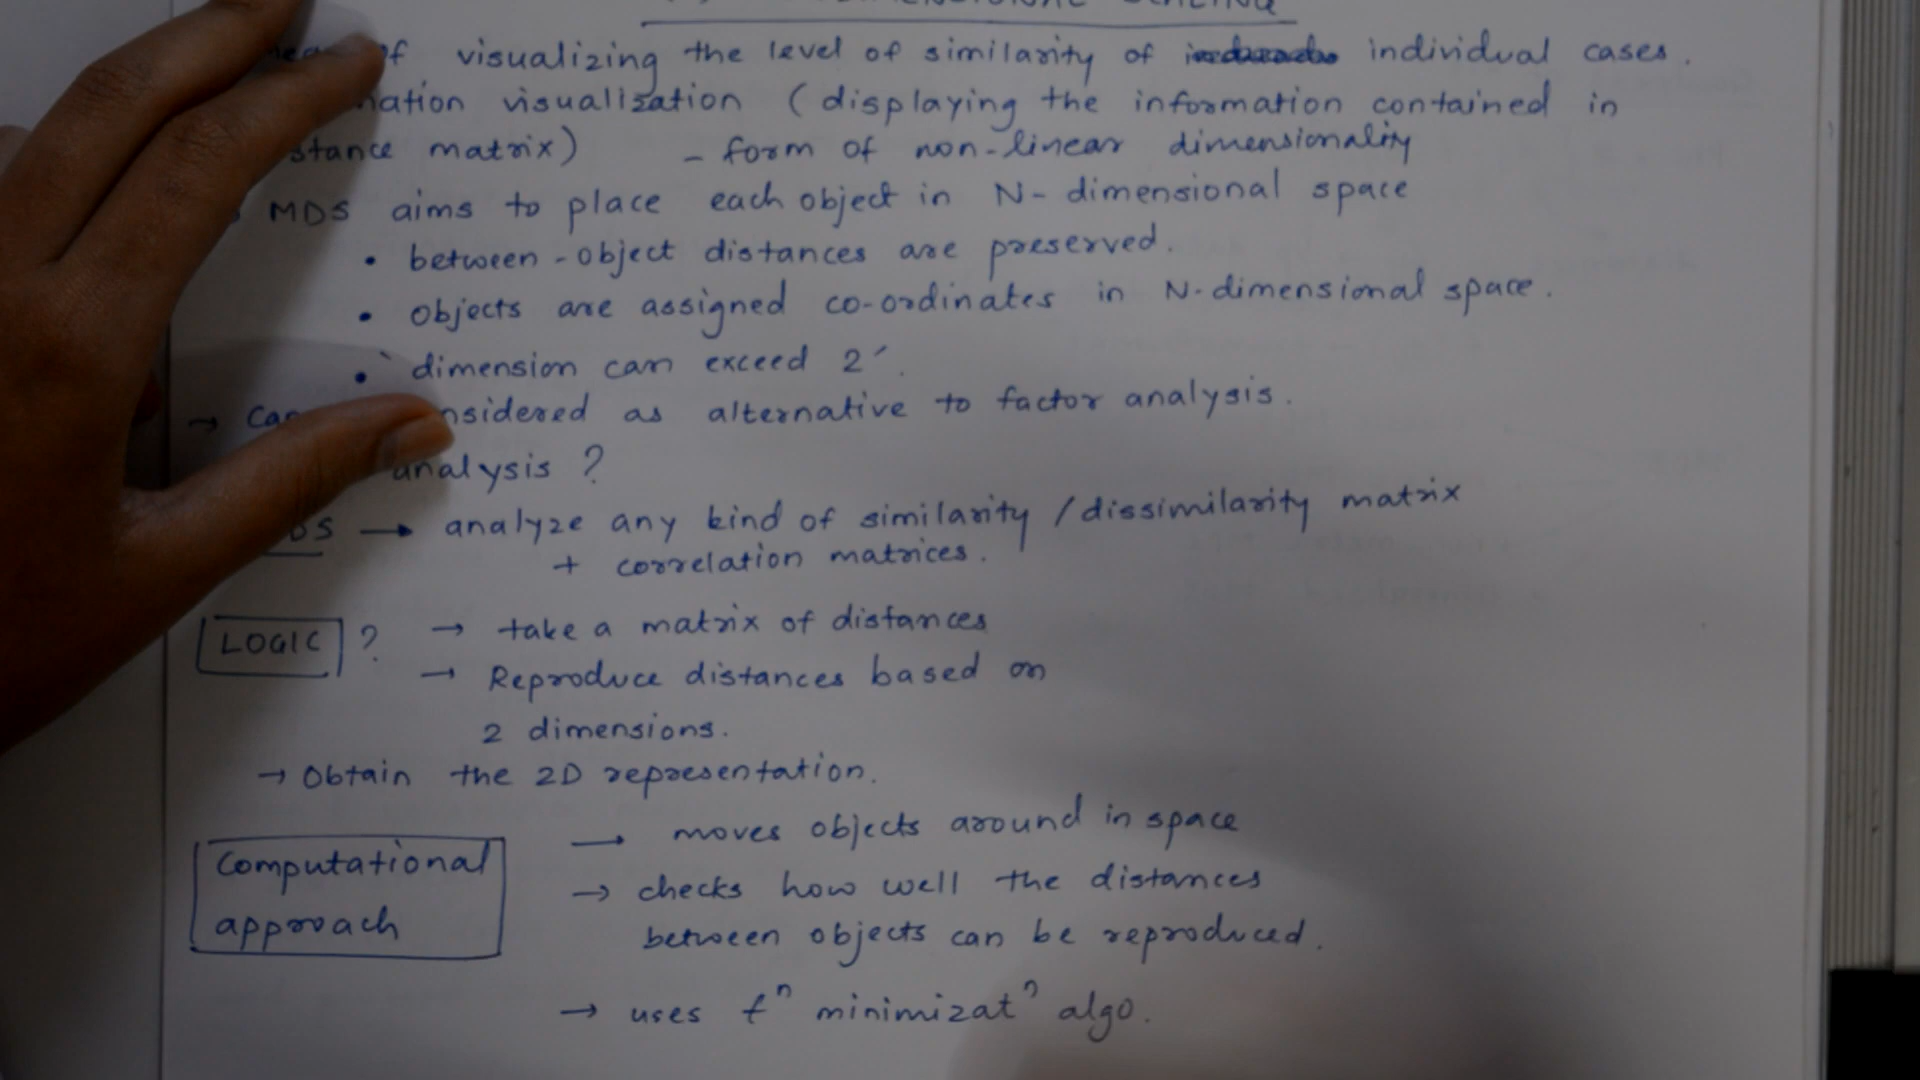 of visualizing the level of similarity of individual cases.
ation visualization (displaying the information contained in
stance matrix) - form of non-linear dimensionality
MDS aims to place each object in N-dimensional space
• between-object distances are preserved.
• objects are assigned co-ordinates in N-dimensional space.
• `dimension can exceed 2´.
→ Can nsidered as alternative to factor analysis.
analysis ?
DS → analyze any kind of similarity / dissimilarity matrix
+ correlation matrices.
LOGIC ? → take a matrix of distances
→ Reproduce distances based on
2 dimensions.
→ Obtain the 2D representation.
Computational approach
→ moves objects around in space
→ checks how well the distances
between objects can be reproduced.
→ uses fⁿ minimizatⁿ algo.